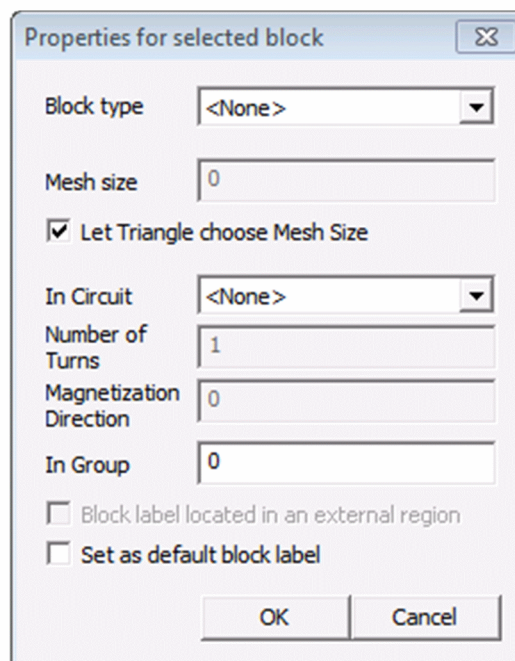 Properties for selected block
Block type <None>
Mesh size 0
Let Triangle choose Mesh Size
In Circuit <None>
Number of
Turns 1
Magnetization
Direction 0
In Group 0
Block label located in an external region
Set as default block label
OK Cancel